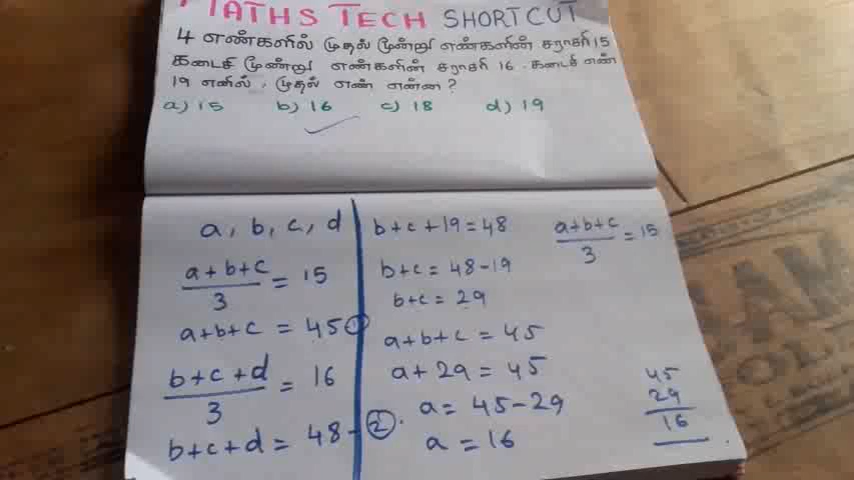 MATHS TECH SHORTCUT
4 எண்களில் முதல் மூன்று எண்களின் சராசரி 15
கடைசி மூன்று எண்களின் சராசரி 16. கடைசி எண்
19 எனில், முதல் எண் என்ன?
a) 15 b) 16 c) 18 d) 19
a, b, c, d
a+b+c/3 = 15
a+b+c = 45 ①
b+c+d/3 = 16
b+c+d = 48 - ②.
b+c+19=48
b+c = 48-19
b+c = 29
a+b+c = 45
a+29 = 45
a= 45-29
a = 16
a+b+c/3 = 15
45
29
16